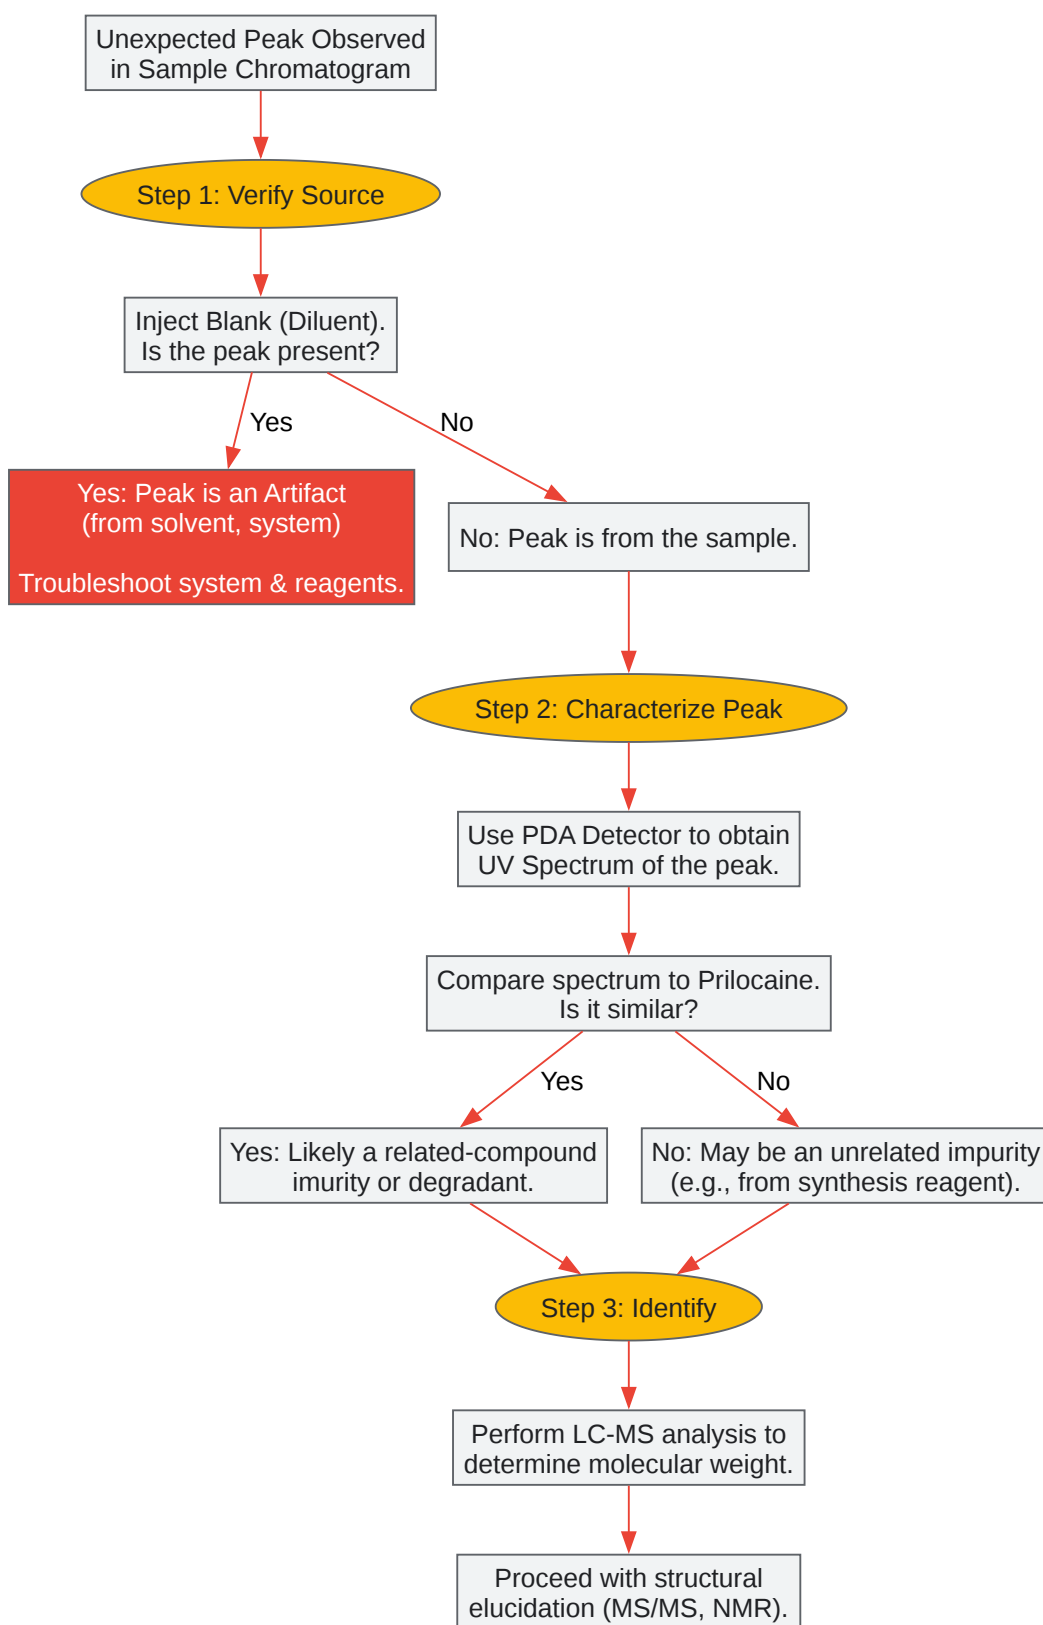 Unexpected Peak Observed
in Sample Chromatogram
Step 1: Verify Source
Inject Blank (Diluent).
Is the peak present?
Yes
No
Yes: Peak is an Artifact
(from solvent, system)
Troubleshoot system & reagents.
No: Peak is from the sample.
Step 2: Characterize Peak
Use PDA Detector to obtain
UV Spectrum of the peak.
Compare spectrum to Prilocaine.
Is it similar?
Yes
No
Yes: Likely a related-compound
imurity or degradant.
No: May be an unrelated impurity
(e.g., from synthesis reagent).
Step 3: Identify
Perform LC-MS analysis to
determine molecular weight.
Proceed with structural
elucidation (MS/MS, NMR).